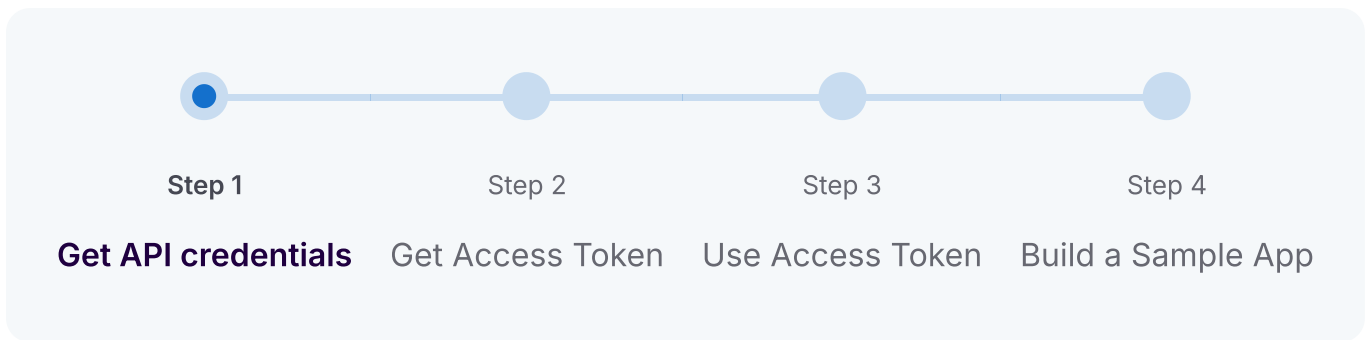 Step 1
Step 2
Step 3
Step 4
Get API credentials
Get Access Token
Use Access Token
Build a Sample App